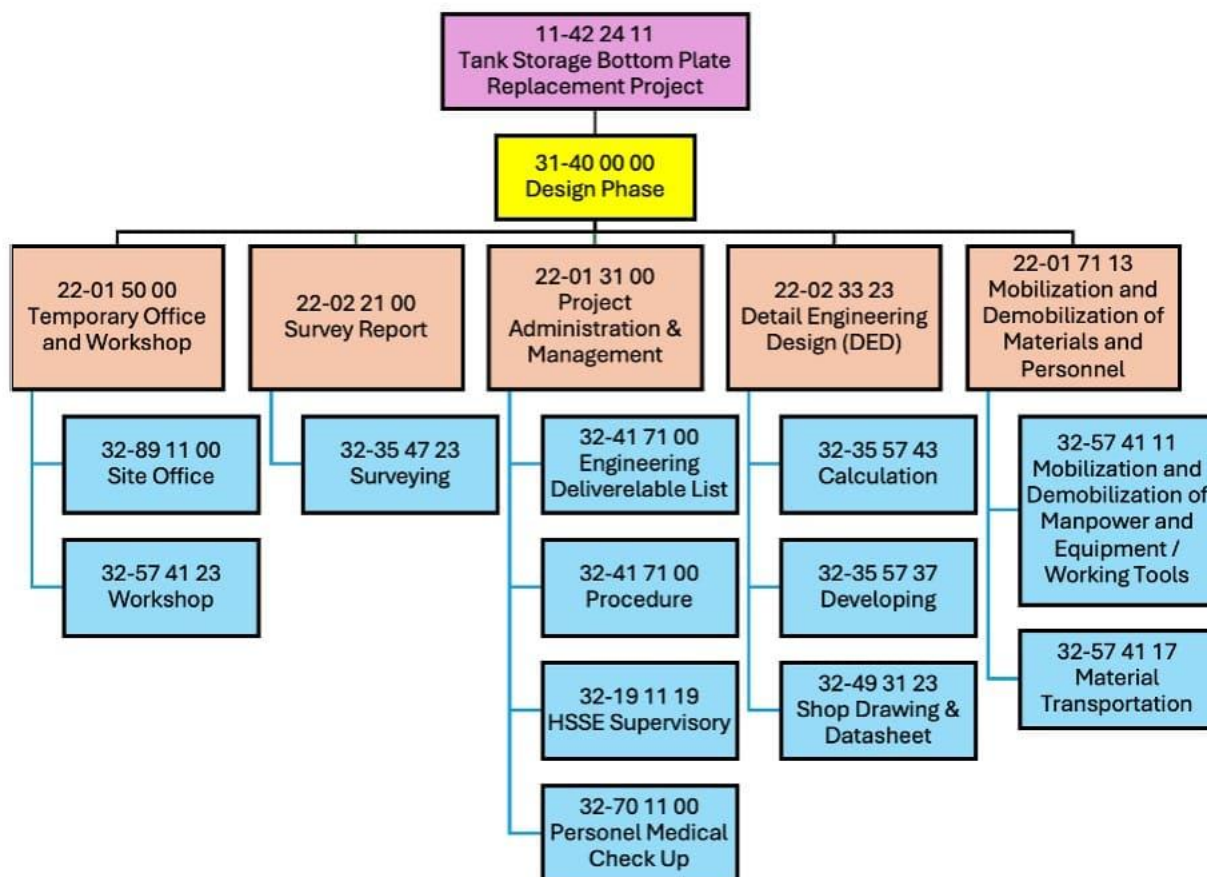 11-42 24 11
Tank Storage Bottom Plate
Replacement Project
31-40 00 00
Design Phase
22-01 50 00
Temporary Office
and Workshop
22-02 21 00
Survey Report
22-01 31 00
Project
Administration &
Management
22-02 33 23
Detail Engineering
Design (DED)
22-01 71 13
Mobilization and
Demobilization of
Materials and
Personnel
32-89 11 00
Site Office
32-57 41 23
Workshop
32-35 47 23
Surveying
32-41 71 00
Engineering
Deliverelable List
32-41 71 00
Procedure
32-19 11 19
HSSE Supervisory
32-70 11 00
Personel Medical
Check Up
32-35 57 43
Calculation
32-35 57 37
Developing
32-49 31 23
Shop Drawing &
Datasheet
32-57 41 11
Mobilization and
Demobilization of
Manpower and
Equipment /
Working Tools
32-57 41 17
Material
Transportation